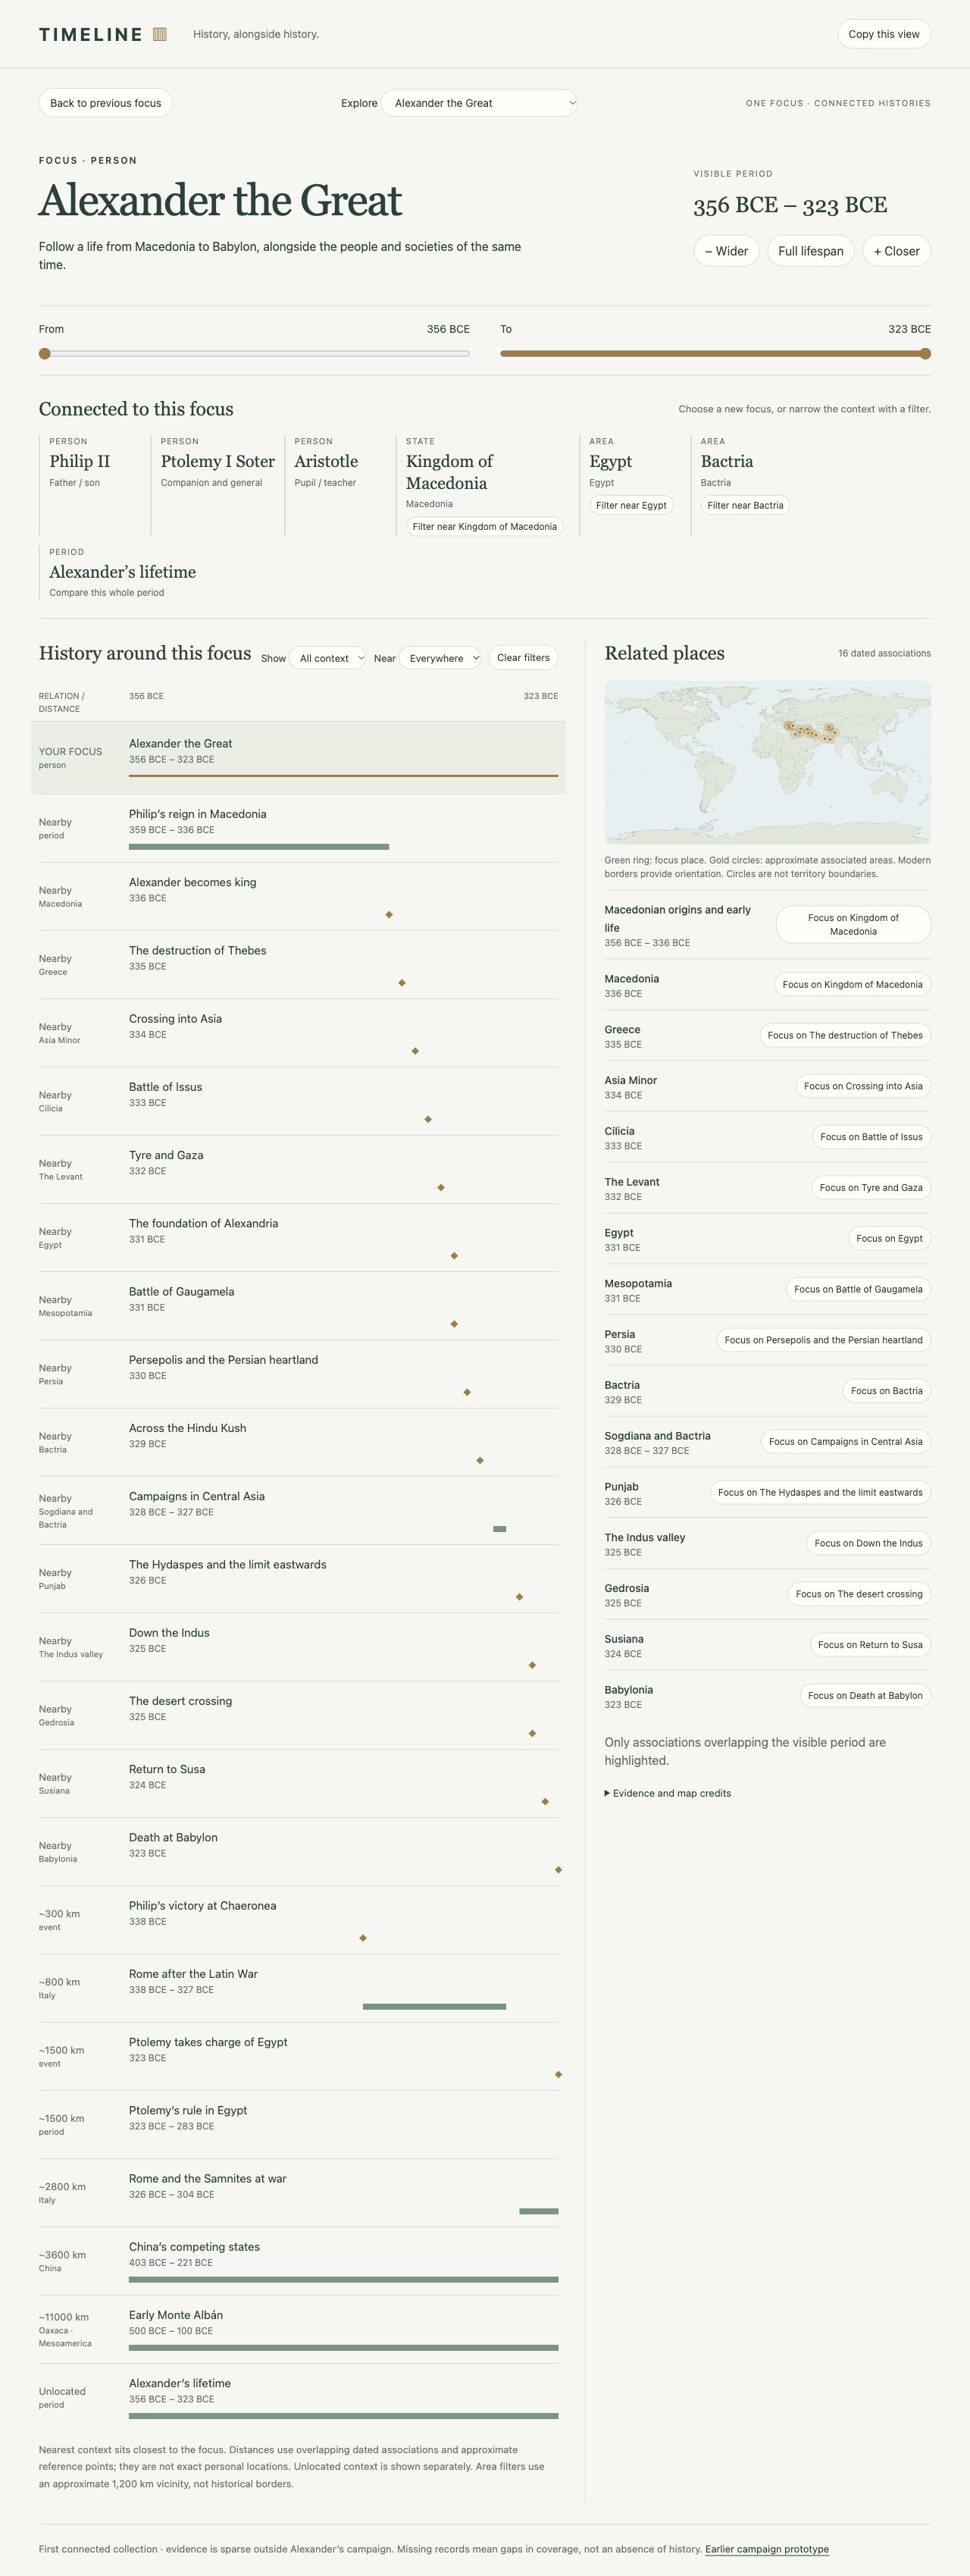 TIMELINE
History, alongside history.
Copy this view
Back to previous focus
Explore
Alexander the Great
ONE FOCUS · CONNECTED HISTORIES
FOCUS · PERSON
Alexander the Great
Follow a life from Macedonia to Babylon, alongside the people and societies of the same
time.
VISIBLE PERIOD
356 BCE – 323 BCE
– Wider
Full lifespan
+ Closer
From
356 BCE
To
323 BCE
Connected to this focus
Choose a new focus, or narrow the context with a filter.
PERSON
Philip II
Father / son
PERSON
Ptolemy I Soter
Companion and general
PERSON
Aristotle
Pupil / teacher
STATE
Kingdom of
Macedonia
Macedonia
Filter near Kingdom of Macedonia
AREA
Egypt
Egypt
Filter near Egypt
AREA
Bactria
Bactria
Filter near Bactria
PERIOD
Alexander’s lifetime
Compare this whole period
History around this focus
Show
All context
Near
Everywhere
Clear filters
RELATION /
DISTANCE
356 BCE
323 BCE
YOUR FOCUS
person
Alexander the Great
356 BCE – 323 BCE
Nearby
period
Philip’s reign in Macedonia
359 BCE – 336 BCE
Nearby
Macedonia
Alexander becomes king
336 BCE
Nearby
Greece
The destruction of Thebes
335 BCE
Nearby
Asia Minor
Crossing into Asia
334 BCE
Nearby
Cilicia
Battle of Issus
333 BCE
Nearby
The Levant
Tyre and Gaza
332 BCE
Nearby
Egypt
The foundation of Alexandria
331 BCE
Nearby
Mesopotamia
Battle of Gaugamela
331 BCE
Nearby
Persia
Persepolis and the Persian heartland
330 BCE
Nearby
Bactria
Across the Hindu Kush
329 BCE
Nearby
Sogdiana and
Bactria
Campaigns in Central Asia
328 BCE – 327 BCE
Nearby
Punjab
The Hydaspes and the limit eastwards
326 BCE
Nearby
The Indus valley
Down the Indus
325 BCE
Nearby
Gedrosia
The desert crossing
325 BCE
Nearby
Susiana
Return to Susa
324 BCE
Nearby
Babylonia
Death at Babylon
323 BCE
~300 km
event
Philip’s victory at Chaeronea
338 BCE
~800 km
Italy
Rome after the Latin War
338 BCE – 327 BCE
~1500 km
event
Ptolemy takes charge of Egypt
323 BCE
~1500 km
period
Ptolemy’s rule in Egypt
323 BCE – 283 BCE
~2800 km
Italy
Rome and the Samnites at war
326 BCE – 304 BCE
~3600 km
China
China’s competing states
403 BCE – 221 BCE
~11000 km
Oaxaca ·
Mesoamerica
Early Monte Albán
500 BCE – 100 BCE
Unlocated
period
Alexander’s lifetime
356 BCE – 323 BCE
Nearest context sits closest to the focus. Distances use overlapping dated associations and approximate
reference points; they are not exact personal locations. Unlocated context is shown separately. Area filters use
an approximate 1,200 km vicinity, not historical borders.
Related places
16 dated associations
Green ring: focus place. Gold circles: approximate associated areas. Modern
borders provide orientation. Circles are not territory boundaries.
Macedonian origins and early
life
356 BCE – 336 BCE
Focus on Kingdom of
Macedonia
Macedonia
336 BCE
Focus on Kingdom of Macedonia
Greece
335 BCE
Focus on The destruction of Thebes
Asia Minor
334 BCE
Focus on Crossing into Asia
Cilicia
333 BCE
Focus on Battle of Issus
The Levant
332 BCE
Focus on Tyre and Gaza
Egypt
331 BCE
Focus on Egypt
Mesopotamia
331 BCE
Focus on Battle of Gaugamela
Persia
330 BCE
Focus on Persepolis and the Persian heartland
Bactria
329 BCE
Focus on Bactria
Sogdiana and Bactria
328 BCE – 327 BCE
Focus on Campaigns in Central Asia
Punjab
326 BCE
Focus on The Hydaspes and the limit eastwards
The Indus valley
325 BCE
Focus on Down the Indus
Gedrosia
325 BCE
Focus on The desert crossing
Susiana
324 BCE
Focus on Return to Susa
Babylonia
323 BCE
Focus on Death at Babylon
Only associations overlapping the visible period are
highlighted.
Evidence and map credits
First connected collection · evidence is sparse outside Alexander’s campaign. Missing records mean gaps in coverage, not an absence of history. Earlier campaign prototype